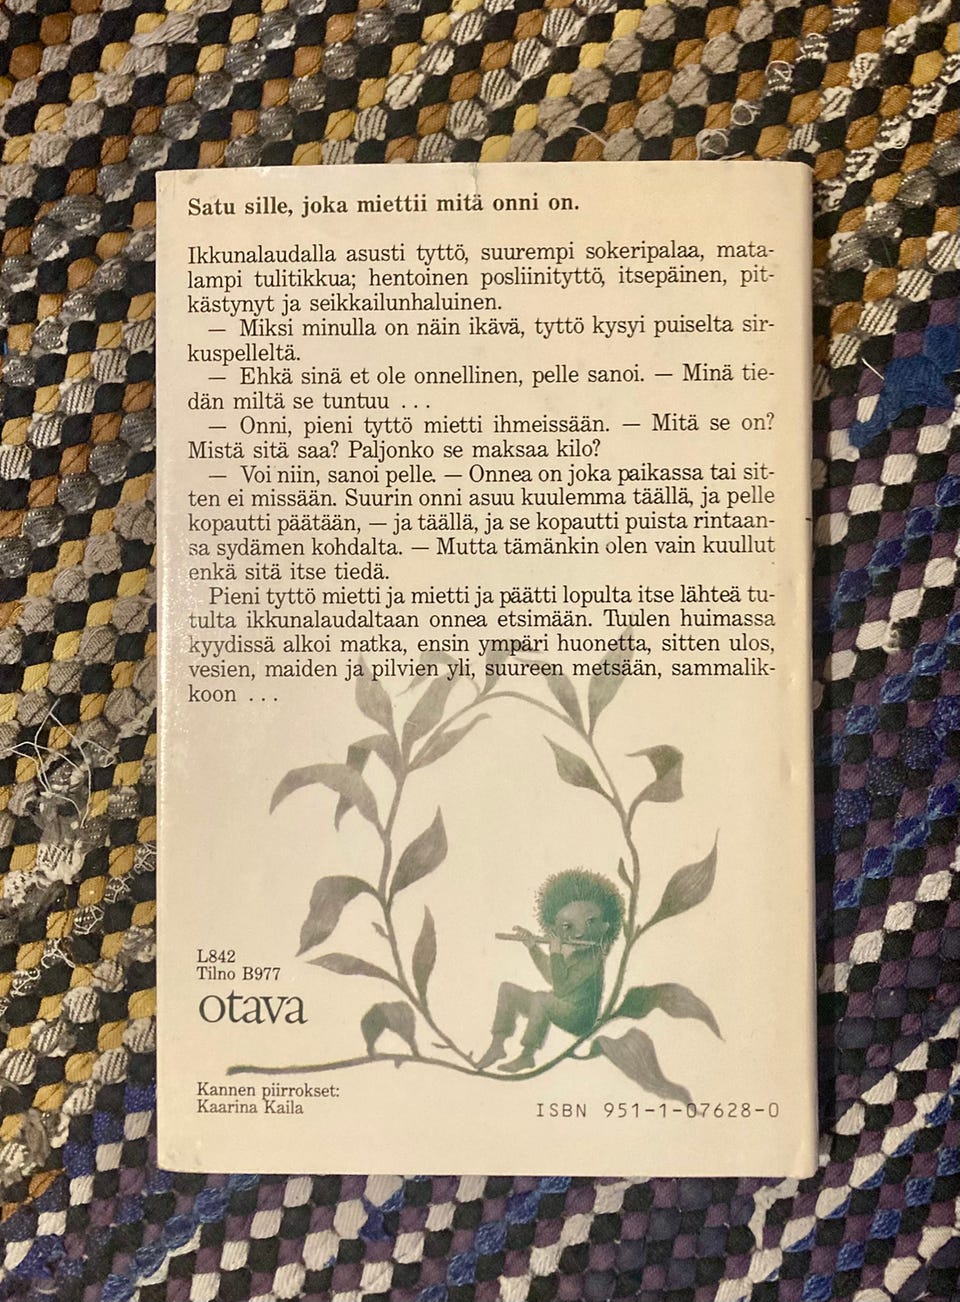 Satu sille, joka miettii mitä onni on.
Ikkunalaudalla asusti tyttö, suurempi sokeripalaa, mata-
lampi tulitikkua; hentoinen posliinityttö, itsepäinen, pit-
kästynyt ja seikkailunhaluinen.
— Miksi minulla on näin ikävä, tyttö kysyi puiselta sir-
kuspelleltä.
— Ehkä sinä et ole onnellinen, pelle sanoi. — Minä tie-
dän miltä se tuntuu ...
— Onni, pieni tyttö mietti ihmeissään. — Mitä se on?
Mistä sitä saa? Paljonko se maksaa kilo?
— Voi niin, sanoi pelle. — Onnea on joka paikassa tai sit-
ten ei missään. Suurin onni asuu kuulemma täällä, ja pelle
kopautti päätään, — ja täällä, ja se kopautti puista rintaan-
sa sydämen kohdalta. — Mutta tämänkin olen vain kuullut
enkä sitä itse tiedä.
Pieni tyttö mietti ja mietti ja päätti lopulta itse lähteä tu-
tulta ikkunalaudaltaan onnea etsimään. Tuulen huimassa
kyydissä alkoi matka, ensin ympäri huonetta, sitten ulos,
vesien, maiden ja pilvien yli, suureen metsään, sammalik-
koon ...
L842
Tilno B977
otava
Kannen piirrokset:
Kaarina Kaila
ISBN 951-1-07628-0